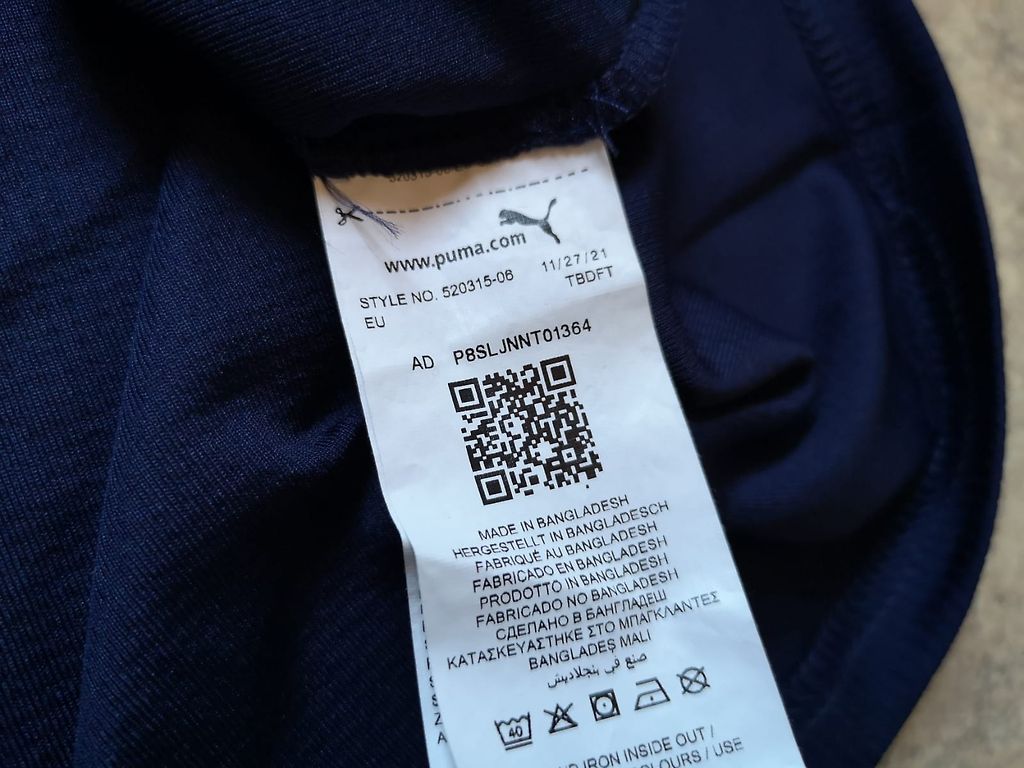 www.puma.com
STYLE NO. 520315-06 11/27/21
EU TBDFT
AD P8SLJNNT01364
MADE IN BANGLADESH
HERGESTELLT IN BANGLADESCH
FABRIQUÉ AU BANGLADESH
FABRICADO EN BANGLADESH
PRODOTTO IN BANGLADESH
FABRICADO NO BANGLADESH
СДЕЛАНО В БАНГЛАДЕШ
ΚΑΤΑΣΚΕΥΑΣΤΗΚΕ ΣΤΟ ΜΠΑΓΚΛΑΝΤΕΣ
BANGLADEŞ MALI
صنع في بنجلاديش
40
IRON INSIDE OUT /
COLOURS / USE